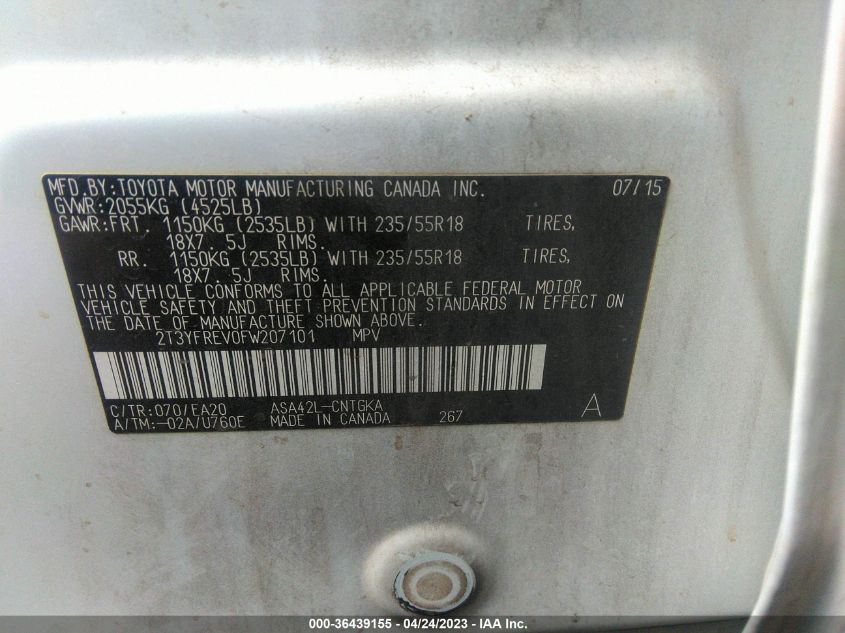 MFD.BY:TOYOTA MOTOR MANUFACTURING CANADA INC. 07/15
GVWR:2055KG (4525LB)
GAWR:FRT. 1150KG (2535LB) WITH 235/55R18 TIRES,
18X7. 5J RIMS.
RR. 1150KG (2535LB) WITH 235/55R18 TIRES,
18X7. 5J RIMS.
THIS VEHICLE CONFORMS TO ALL APPLICABLE FEDERAL MOTOR
VEHICLE SAFETY AND THEFT PREVENTION STANDARDS IN EFFECT ON
THE DATE OF MANUFACTURE SHOWN ABOVE.
2T3YFREV0FW207101 MPV
C/TR:070/EA20 ASA42L-CNTGKA A
A/TM:-02A/U760E MADE IN CANADA 267
000-36439155 - 04/24/2023 - IAA Inc.